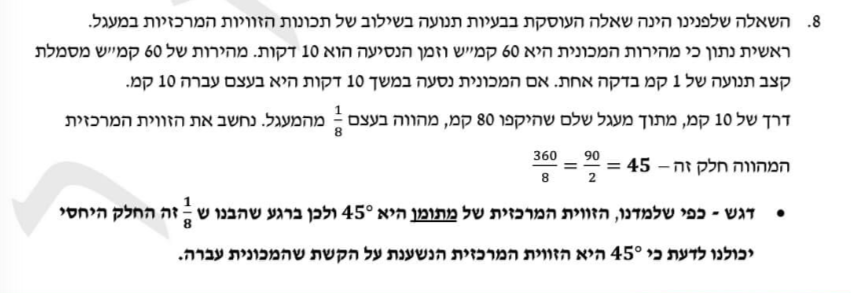 8. השאלה שלפנינו הינה שאלה העוסקת בבעיות תנועה בשילוב של תכונות הזוויות המרכזיות במעגל.
ראשית נתון כי מהירות המכונית היא 60 קמ״ש וזמן הנסיעה הוא 10 דקות. מהירות של 60 קמ״ש מסמלת
קצב תנועה של 1 קמ בדקה אחת. אם המכונית נסעה במשך 10 דקות היא בעצם עברה 10 קמ.
דרך של 10 קמ, מתוך מעגל שלם שהיקפו 80 קמ, מהווה בעצם 1/8 מהמעגל. נחשב את הזווית המרכזית
המהווה חלק זה – 45 = 90/2 = 360/8
• דגש - כפי שלמדנו, הזווית המרכזית של מתומן היא 45° ולכן ברגע שהבנו ש 1/8 זה החלק היחסי
יכולנו לדעת כי 45° היא הזווית המרכזית הנשענת על הקשת שהמכונית עברה.